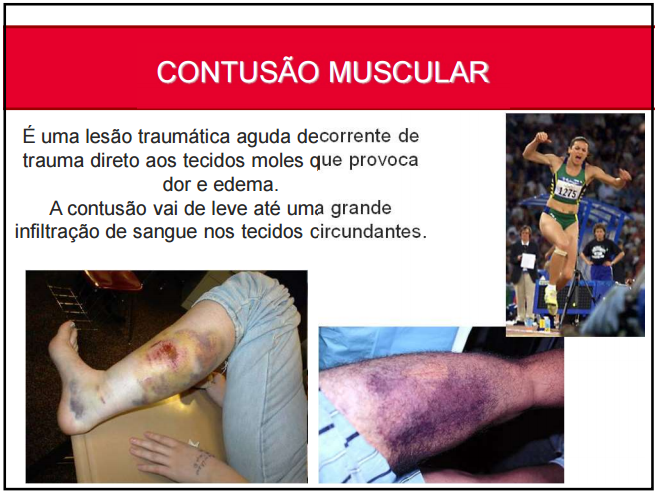 CONTUSÃO MUSCULAR
É uma lesão traumática aguda decorrente de
trauma direto aos tecidos moles que provoca
dor e edema.
A contusão vai de leve até uma grande
infiltração de sangue nos tecidos circundantes.
1275